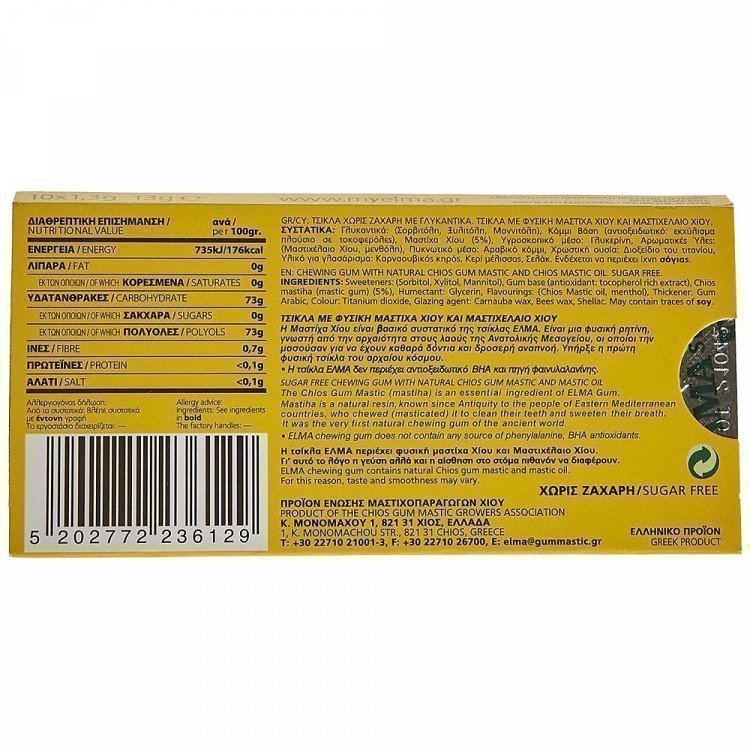 10x1,3g 13g e
www.myelma.gr
ΔΙΑΘΡΕΠΤΙΚΗ ΕΠΙΣΗΜΑΝΣΗ / ανά /
NUTRITIONAL VALUE per 100gr.
ΕΝΕΡΓΕΙΑ / ENERGY 735kJ/176kcal
ΛΙΠΑΡΑ / FAT 0g
ΕΚ ΤΩΝ ΟΠΟΙΩΝ / OF WHICH ΚΟΡΕΣΜΕΝΑ / SATURATES 0g
ΥΔΑΤΑΝΘΡΑΚΕΣ / CARBOHYDRATE 73g
ΕΚ ΤΩΝ ΟΠΟΙΩΝ / OF WHICH ΣΑΚΧΑΡΑ / SUGARS 0g
ΕΚ ΤΩΝ ΟΠΟΙΩΝ / OF WHICH ΠΟΛΥΟΛΕΣ / POLYOLS 73g
ΙΝΕΣ / FIBRE 0,7g
ΠΡΩΤΕΪΝΕΣ / PROTEIN <0,1g
ΑΛΑΤΙ / SALT <0,1g
Αλλεργιογόνος δήλωση:
Από τα συστατικά: Βλέπε συστατικά
με έντονη γραφή
Το εργοστάσιο διαχειρίζεται: ---
Allergy advice:
Ingredients: See ingredients
in bold
The factory handles: ---
5 202772 236129
GR/CY: ΤΣΙΚΛΑ ΧΩΡΙΣ ΖΑΧΑΡΗ ΜΕ ΓΛΥΚΑΝΤΙΚΑ. ΤΣΙΚΛΑ ΜΕ ΦΥΣΙΚΗ ΜΑΣΤΙΧΑ ΧΙΟΥ ΚΑΙ ΜΑΣΤΙΧΕΛΑΙΟ ΧΙΟΥ.
ΣΥΣΤΑΤΙΚΑ: Γλυκαντικά: (Σορβιτόλη, Ξυλιτόλη, Μαννιτόλη), Κόμμι Βάση (αντιοξειδωτικό: εκχύλισμα
πλούσιο σε τοκοφερόλες), Μαστίχα Χίου (5%), Υγροσκοπικό μέσο: Γλυκερίνη, Αρωματικές Ύλες:
(Μαστιχέλαιο Χίου, μενθόλη), Πυκνωτικό μέσο: Αραβικό κόμμι, Χρωστική ουσία: Διοξείδιο του τιτανίου,
Υλικό για γλασάρισμα: Καρναουβικός κηρός, Κερί μέλισσας, Σελάκ. Ενδέχεται να περιέχει ίχνη σόγιας.
EN: CHEWING GUM WITH NATURAL CHIOS GUM MASTIC AND CHIOS MASTIC OIL. SUGAR FREE.
INGREDIENTS: Sweeteners: (Sorbitol, Xylitol, Mannitol), Gum base (antioxidant: tocopherol rich extract), Chios
mastiha (mastic gum) (5%), Humectant: Glycerin, Flavourings: (Chios Mastic oil, menthol), Thickener: Gum
Arabic, Colour: Titanium dioxide, Glazing agent: Carnauba wax, Bees wax, Shellac. May contain traces of soy.
ΤΣΙΚΛΑ ΜΕ ΦΥΣΙΚΗ ΜΑΣΤΙΧΑ ΧΙΟΥ ΚΑΙ ΜΑΣΤΙΧΕΛΑΙΟ ΧΙΟΥ
Η Μαστίχα Χίου είναι βασικό συστατικό της τσίκλας ΕΛΜΑ. Είναι μια φυσική ρητίνη,
γνωστή από την αρχαιότητα στους λαούς της Ανατολικής Μεσογείου, οι οποίοι την
μασούσαν για να έχουν καθαρά δόντια και δροσερή αναπνοή. Υπήρξε η πρώτη
φυσική τσίκλα του αρχαίου κόσμου.
• Η τσίκλα ΕΛΜΑ δεν περιέχει αντιοξειδωτικό BHA και πηγή φαινυλαλανίνης.
SUGAR FREE CHEWING GUM WITH NATURAL CHIOS GUM MASTIC AND MASTIC OIL
The Chios Gum Mastic (mastiha) is an essential ingredient of ELMA Gum.
Mastiha is a natural resin, known since Antiquity to the people of Eastern Mediterranean
countries, who chewed (masticated) it to clean their teeth and sweeten their breath.
It was the very first natural chewing gum of the ancient world.
• ELMA chewing gum does not contain any source of phenylalanine, BHA antioxidants.
Η τσίκλα ΕΛΜΑ περιέχει φυσική μαστίχα Χίου και Μαστιχέλαιο Χίου.
Γι' αυτό το λόγο η γεύση αλλά και η αίσθηση στο στόμα πιθανόν να διαφέρουν.
ELMA chewing gum contains natural Chios gum mastic and mastic oil.
For this reason, taste and smoothness may vary.
ΧΩΡΙΣ ΖΑΧΑΡΗ/SUGAR FREE
ΠΡΟΪΟΝ ΕΝΩΣΗΣ ΜΑΣΤΙΧΟΠΑΡΑΓΩΓΩΝ ΧΙΟΥ
PRODUCT OF THE CHIOS GUM MASTIC GROWERS ASSOCIATION
Κ. ΜΟΝΟΜΑΧΟΥ 1, 821 31 ΧΙΟΣ, ΕΛΛΑΔΑ
1, K. MONOMACHOU STR., 821 31 CHIOS, GREECE
T: +30 22710 21001-3, F: +30 22710 26700, E: elma@gummastic.gr
ΕΛΛΗΝΙΚΟ ΠΡΟΪΟΝ
GREEK PRODUCT